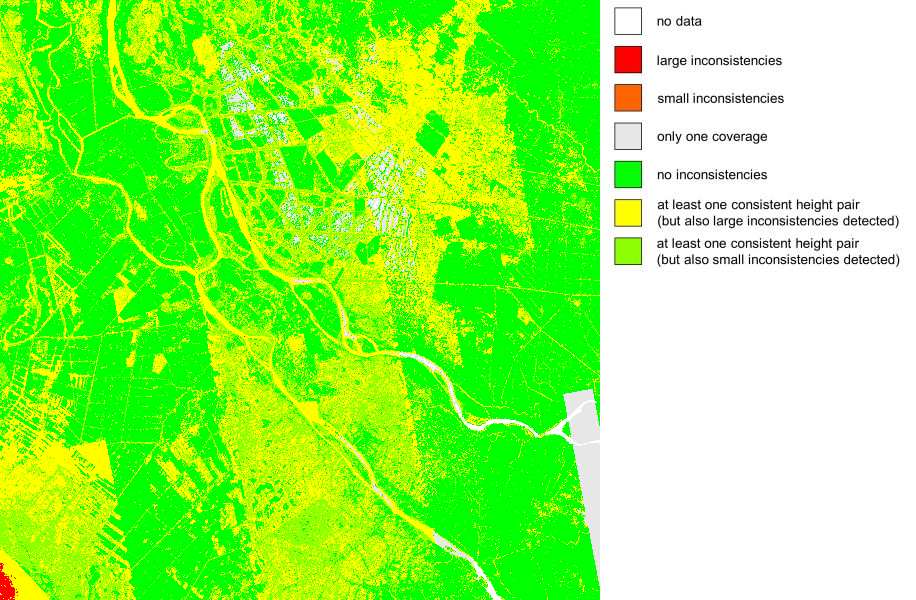 no data
large inconsistencies
small inconsistencies
only one coverage
no inconsistencies
at least one consistent height pair
(but also large inconsistencies detected)
at least one consistent height pair
(but also small inconsistencies detected)